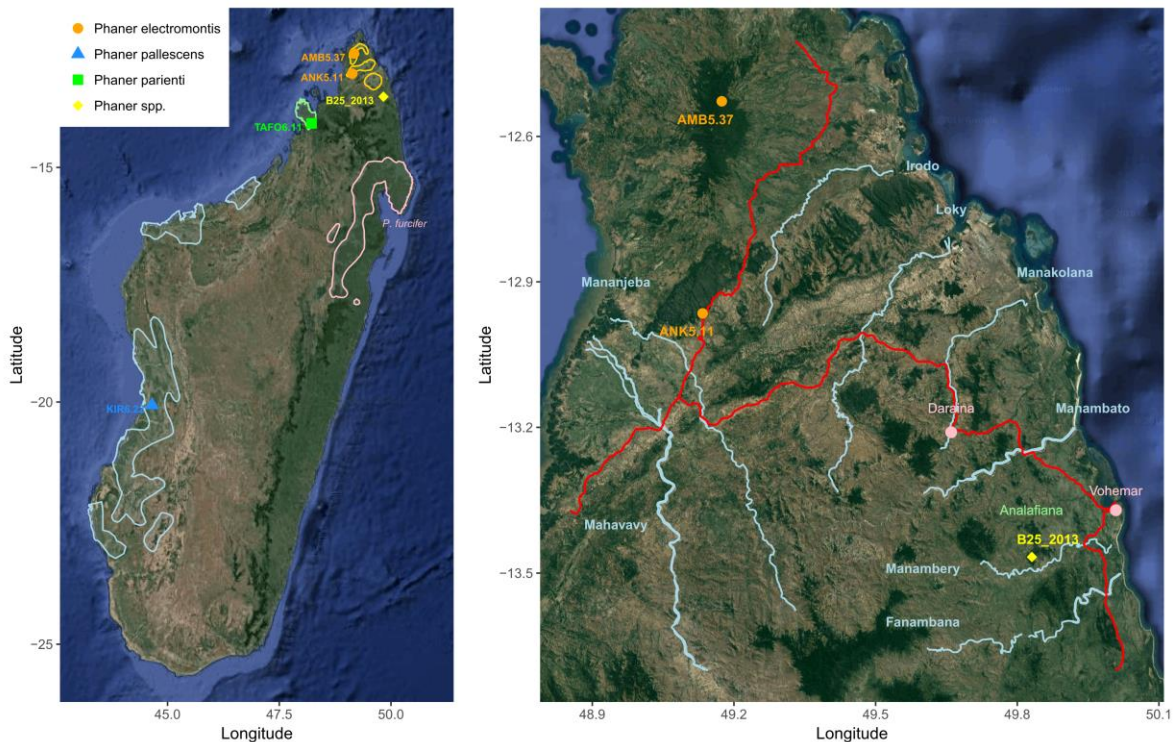 Phaner electromontis
Phaner pallescens
Phaner parienti
Phaner spp.
AMB5.37
ANK5.11
B25_2013
TAFO6.11
P. furcifer
−15
−20
−25
Latitude
45.0
47.5
50.0
Longitude
AMB5.37
Irodo
Loky
Mananjeba
Manakolana
ANK5.11
Daraina
Manambato
Vohemar
Analafiana
Mahavavy
B25_2013
Manambery
Fanambana
−12.6
−12.9
−13.2
−13.5
Latitude
48.9
49.2
49.5
49.8
50.1
Longitude